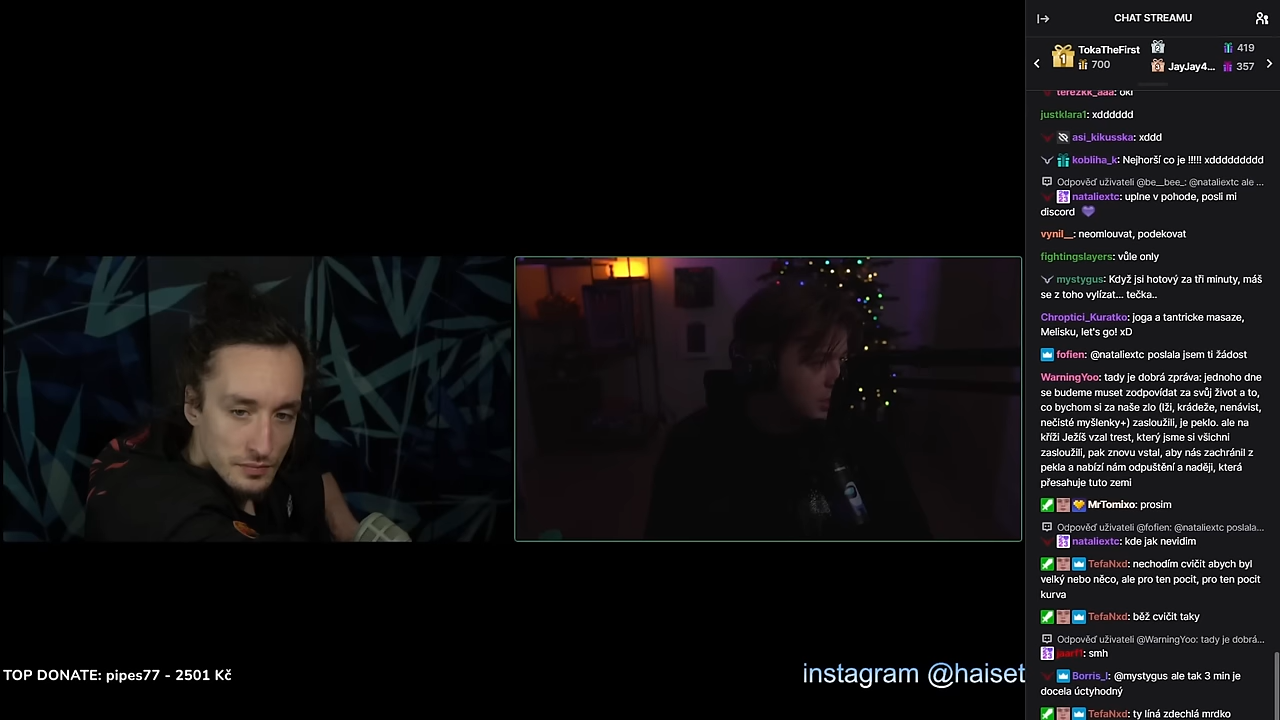 CHAT STREAMU
TokaTheFirst
700
419
JayJay4...
357
terezkk_aaa: oki
justklara1: xdddddd
asi_kikusska: xddd
kobliha_k: Nejhorší co je !!!!! xddddddddd
Odpověď uživateli @be__bee_: @nataliextc ale ...
nataliextc: uplne v pohode, posli mi
discord
vynil__: neomlouvat, podekovat
fightingslayers: vůle only
mystygus: Když jsi hotový za tři minuty, máš
se z toho vylízat... tečka..
Chroptici_Kuratko: joga a tantricke masaze,
Melisku, let's go! xD
fofien: @nataliextc poslala jsem ti žádost
WarningYoo: tady je dobrá zpráva: jednoho dne
se budeme muset zodpovídat za svůj život a to,
co bychom si za naše zlo (lži, krádeže, nenávist,
nečisté myšlenky+) zasloužili, je peklo. ale na
kříži Ježíš vzal trest, který jsme si všichni
zasloužili, pak znovu vstal, aby nás zachránil z
pekla a nabízí nám odpuštění a naději, která
přesahuje tuto zemi
MrTomixo: prosim
Odpověď uživateli @fofien: @nataliextc poslala...
nataliextc: kde jak nevidim
TefaNxd: nechodím cvičit abych byl
velký nebo něco, ale pro ten pocit, pro ten pocit
kurva
TefaNxd: běž cvičit taky
Odpověď uživateli @WarningYoo: tady je dobrá...
jaarf1: smh
Borris_l: @mystygus ale tak 3 min je
docela úctyhodný
TefaNxd: ty líná zdechlá mrdko
TOP DONATE: pipes77 - 2501 Kč
instagram @haiset